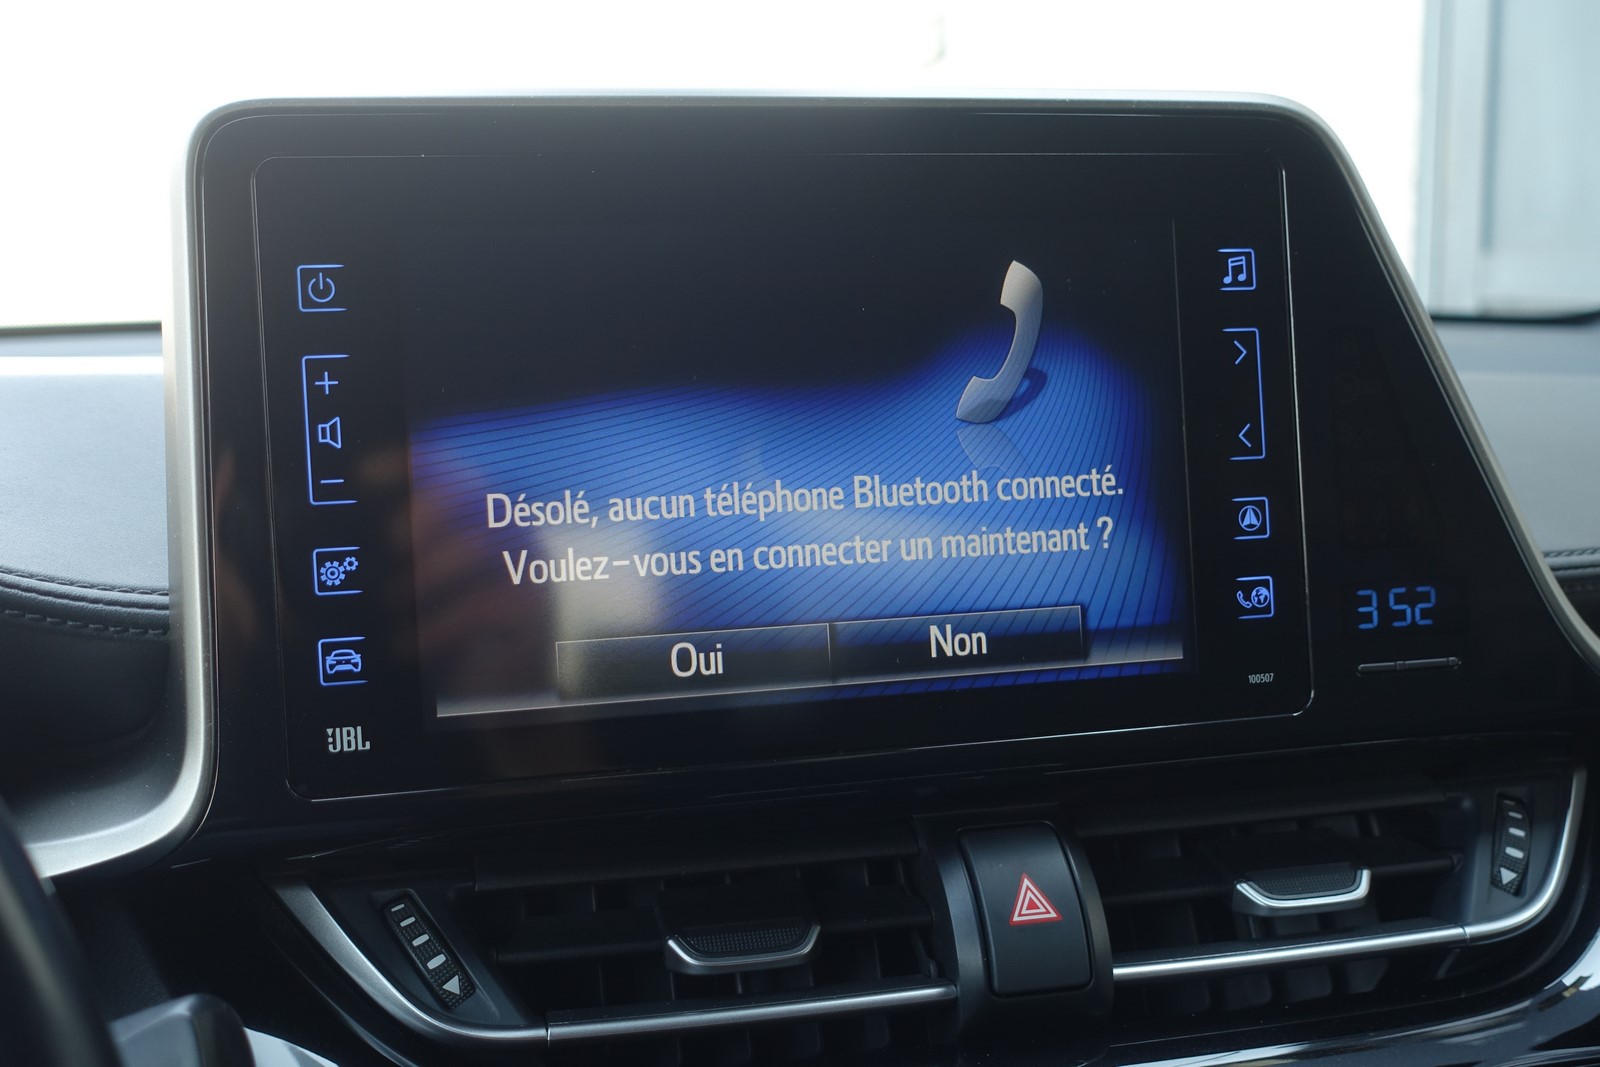 Désolé, aucun téléphone Bluetooth connecté.
Voulez-vous en connecter un maintenant ?
Oui
Non
JBL
100507
3 52